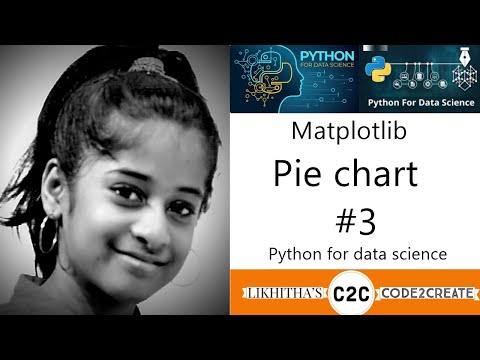 PYTHON
FOR DATA SCIENCE
Python For Data Science
Matplotlib
Pie chart
#3
Python for data science
LIKHITHA'S C2C CODE2CREATE